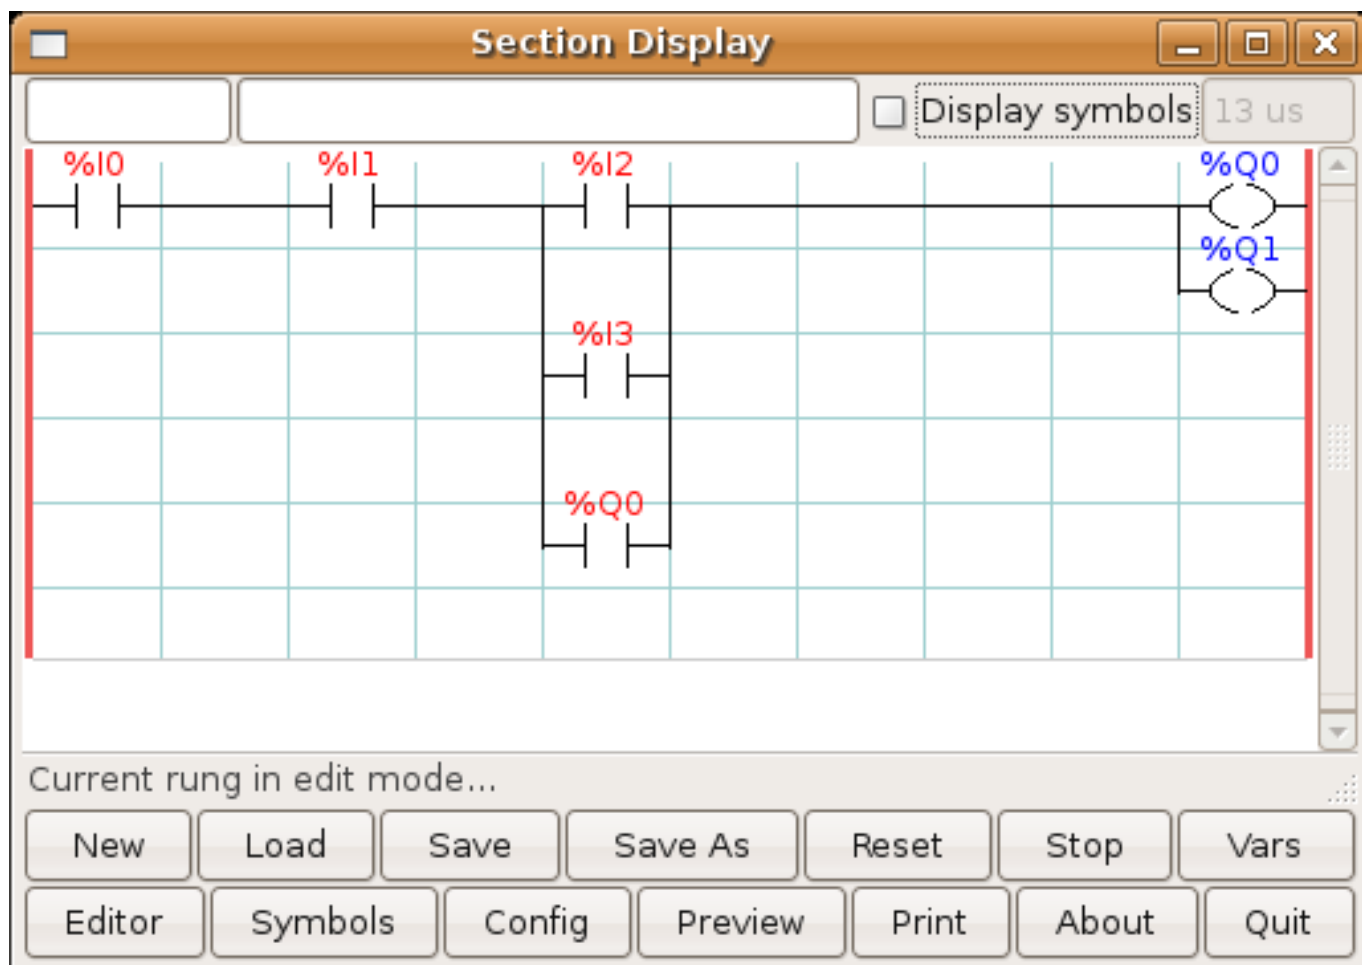 Section Display
Display symbols 13 us
%I0 %I1 %I2 %Q0
%Q1
%I3
%Q0
Current rung in edit mode...
New Load Save Save As Reset Stop Vars
Editor Symbols Config Preview Print About Quit